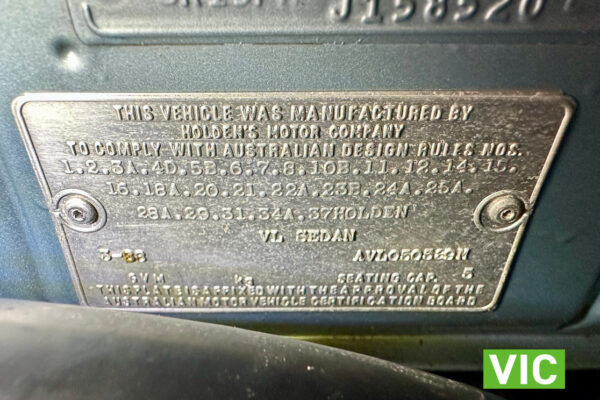 J158520
THIS VEHICLE WAS MANUFACTURED BY
HOLDEN'S MOTOR COMPANY
TO COMPLY WITH AUSTRALIAN DESIGN RULES NOS.
1.2.3A.4D.5B.6.7.8.10B.11.12.14.15.
16.18A.20.21.22A.23B.24A.25A.
28A.29.31.34A.37HOLDEN
VL SEDAN
3-86 AVL050589N
GVM kg SEATING CAP. 5
THIS PLATE IS AFFIXED WITH THE APPROVAL OF THE
AUSTRALIAN MOTOR VEHICLE CERTIFICATION BOARD
VIC